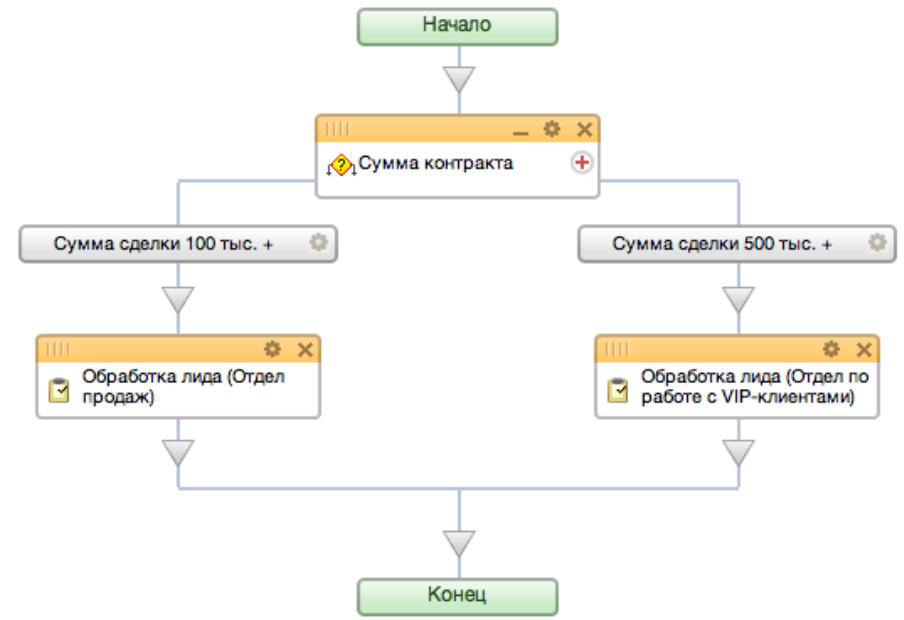 Начало
Сумма контракта
Сумма сделки 100 тыс. +
Сумма сделки 500 тыс. +
Обработка лида (Отдел
продаж)
Обработка лида (Отдел по
работе с VIP-клиентами)
Конец